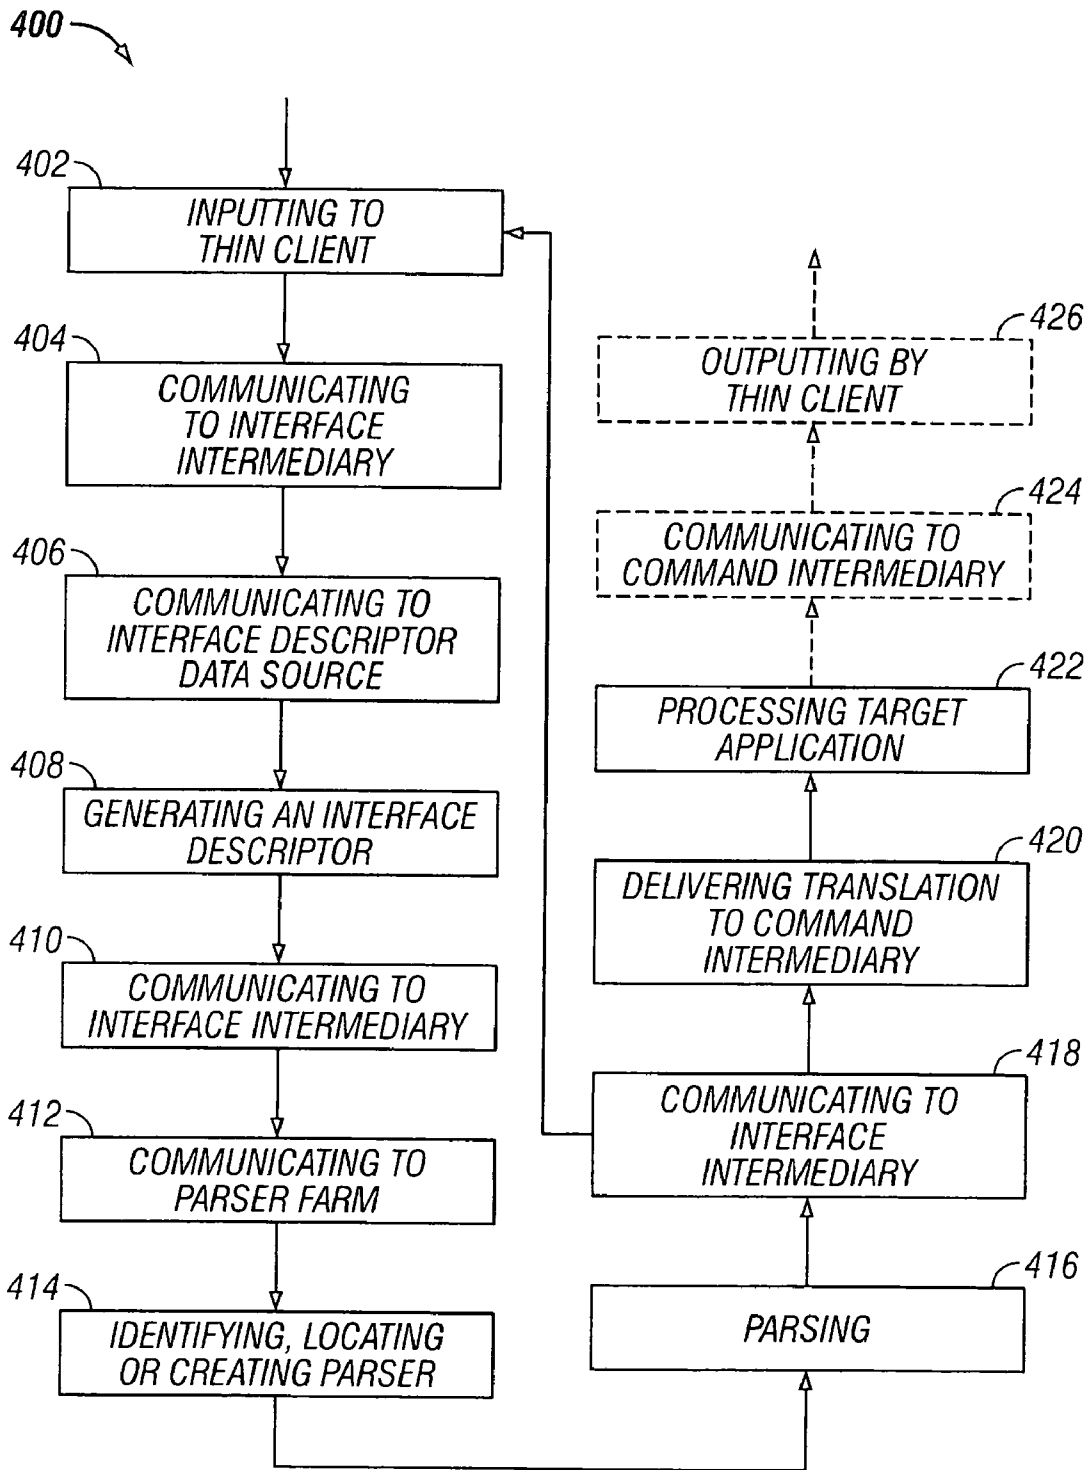 400
402
INPUTTING TO
THIN CLIENT
404
COMMUNICATING
TO INTERFACE
INTERMEDIARY
406
COMMUNICATING TO
INTERFACE DESCRIPTOR
DATA SOURCE
408
GENERATING AN INTERFACE
DESCRIPTOR
410
COMMUNICATING TO
INTERFACE INTERMEDIARY
412
COMMUNICATING TO
PARSER FARM
414
IDENTIFYING, LOCATING
OR CREATING PARSER
426
OUTPUTTING BY
THIN CLIENT
424
COMMUNICATING TO
COMMAND INTERMEDIARY
422
PROCESSING TARGET
APPLICATION
420
DELIVERING TRANSLATION
TO COMMAND
INTERMEDIARY
418
COMMUNICATING TO
INTERFACE
INTERMEDIARY
416
PARSING